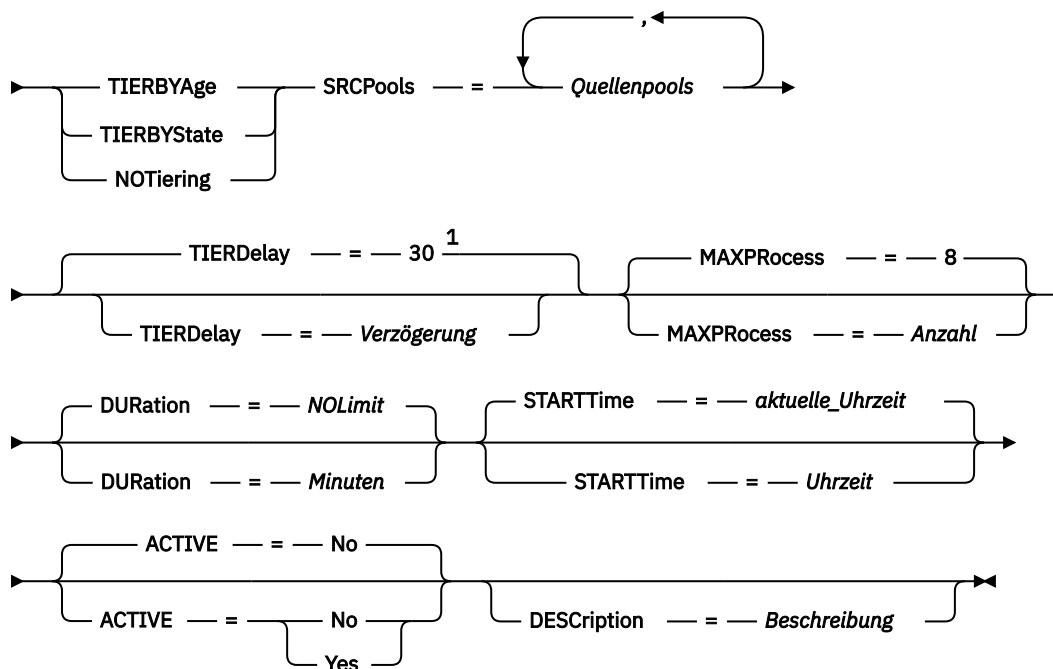 ,
TIERBYAge SRCPools = Quellenpools
TIERBYState
NOTiering
TIERDelay = 30 1 MAXPRocess = 8
TIERDelay = Verzögerung MAXPRocess = Anzahl
DURation = NOLimit STARTTime = aktuelle_Uhrzeit
DURation = Minuten STARTTime = Uhrzeit
ACTIVE = No
ACTIVE = No DESCription = Beschreibung
Yes